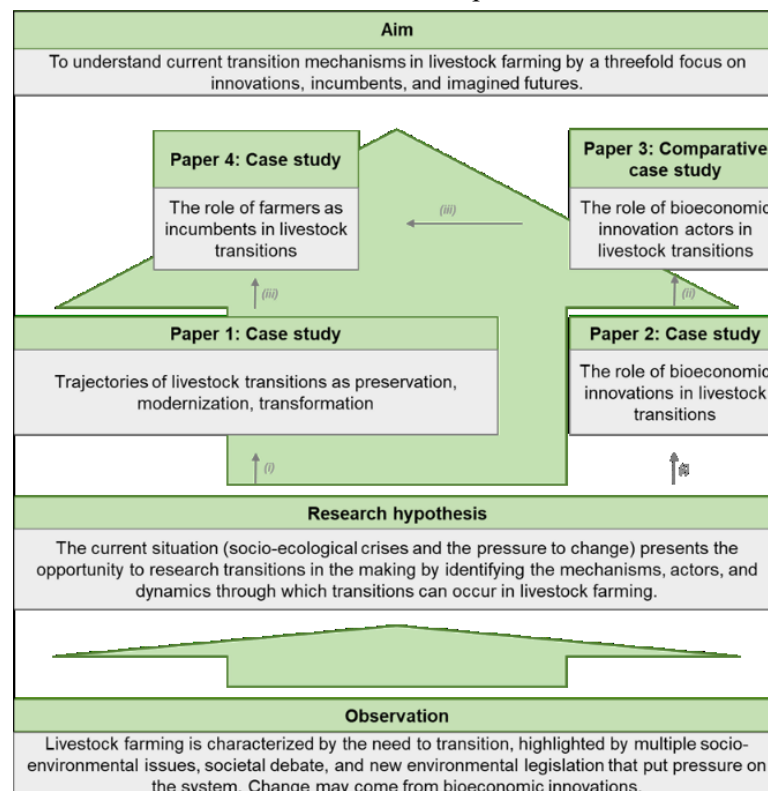 Aim
To understand current transition mechanisms in livestock farming by a threefold focus on
innovations, incumbents, and imagined futures.
Paper 4: Case study
The role of farmers as
incumbents in livestock
transitions
Paper 3: Comparative
case study
The role of bioeconomic
innovation actors in
livestock transitions
(iii)
(iii)
(ii)
Paper 1: Case study
Trajectories of livestock transitions as preservation,
modernization, transformation
Paper 2: Case study
The role of bioeconomic
innovations in livestock
transitions
(i)
Research hypothesis
The current situation (socio-ecological crises and the pressure to change) presents the
opportunity to research transitions in the making by identifying the mechanisms, actors, and
dynamics through which transitions can occur in livestock farming.
Observation
Livestock farming is characterized by the need to transition, highlighted by multiple socio-
environmental issues, societal debate, and new environmental legislation that put pressure on
the system. Change may come from bioeconomic innovations.